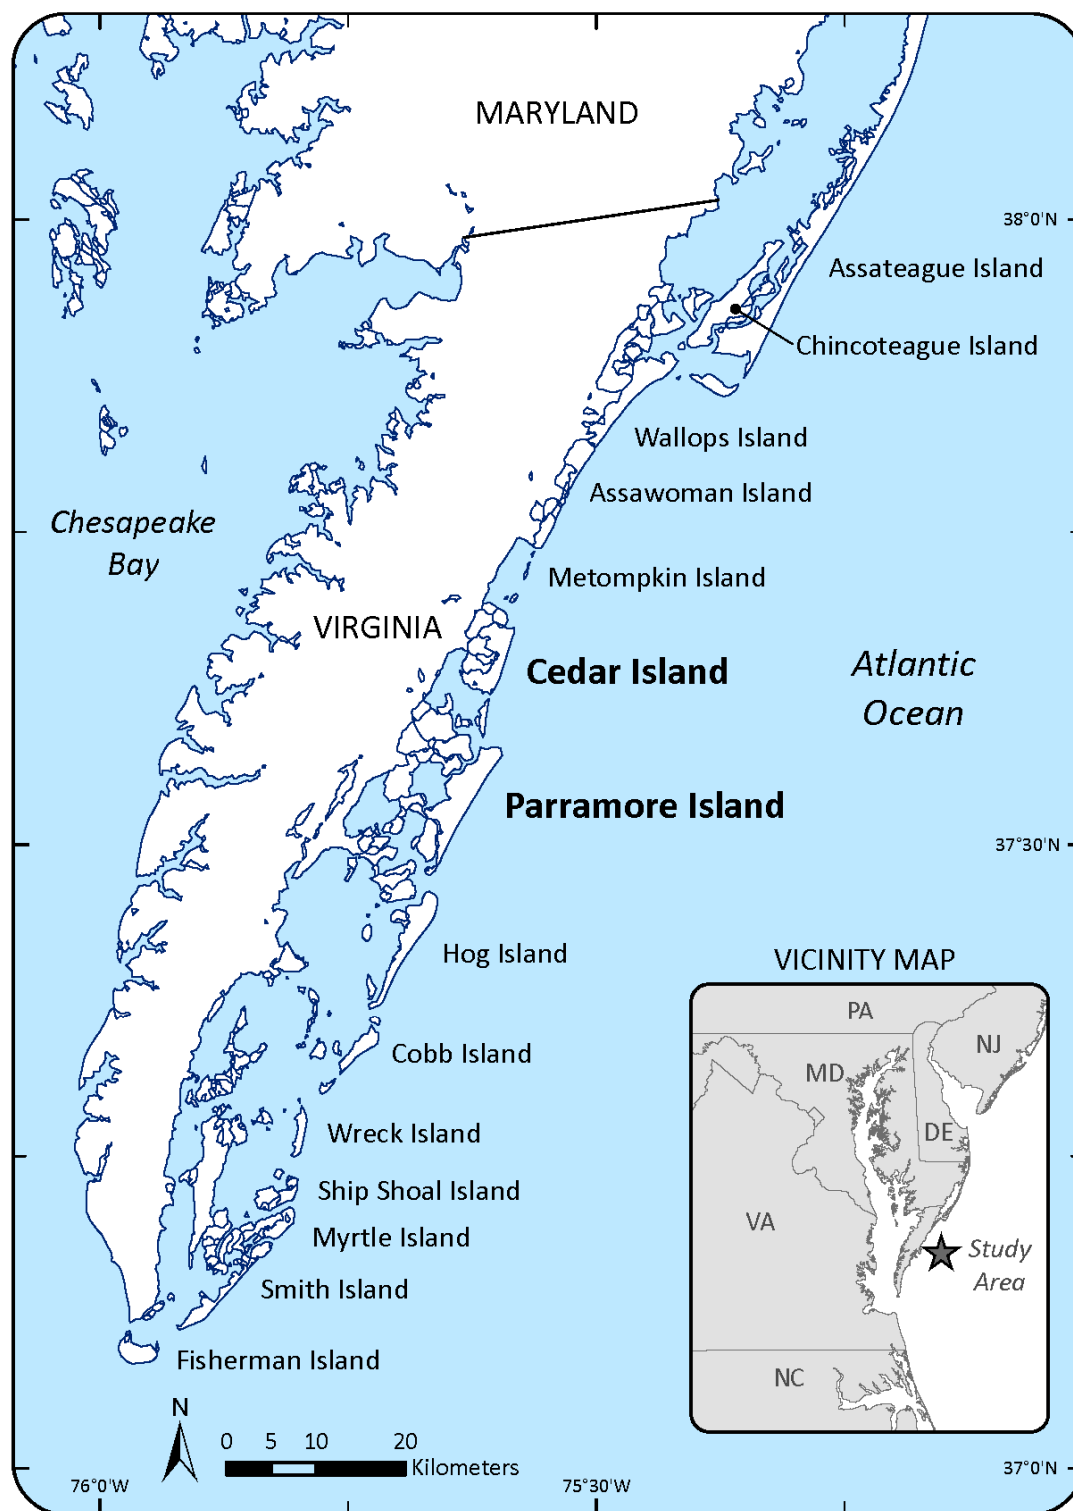 MARYLAND
38°0'N
Assateague Island
Chincoteague Island
Wallops Island
Assawoman Island
Chesapeake
Bay
Metompkin Island
VIRGINIA
Cedar Island
Atlantic
Ocean
Parramore Island
37°30'N
Hog Island
Cobb Island
Wreck Island
Ship Shoal Island
Myrtle Island
Smith Island
Fisherman Island
VICINITY MAP
PA
NJ
MD
DE
VA
Study
Area
NC
N
0 5 10 20
Kilometers
76°0'W
75°30'W
37°0'N